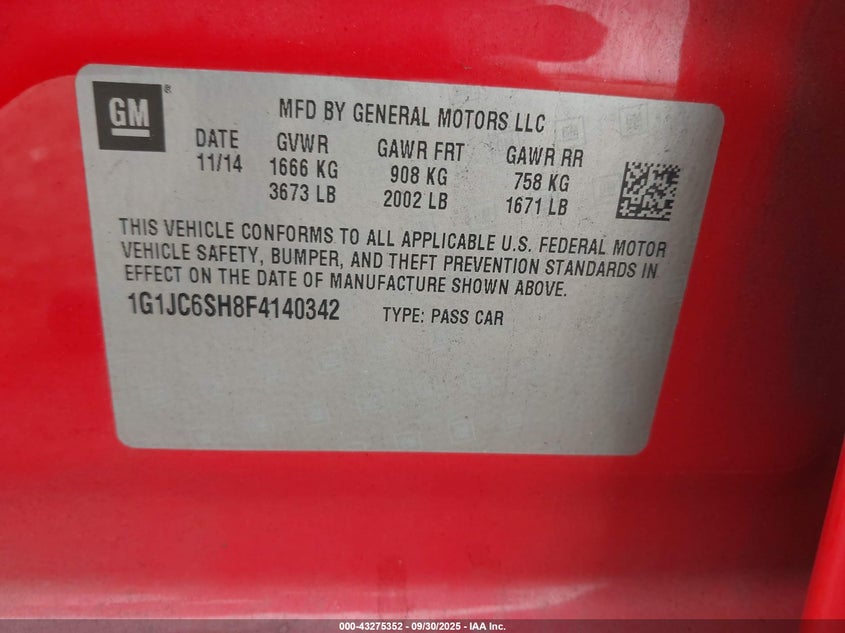 GM ®
MFD BY GENERAL MOTORS LLC
DATE GVWR GAWR FRT GAWR RR
11/14 1666 KG 908 KG 758 KG
3673 LB 2002 LB 1671 LB
THIS VEHICLE CONFORMS TO ALL APPLICABLE U.S. FEDERAL MOTOR
VEHICLE SAFETY, BUMPER, AND THEFT PREVENTION STANDARDS IN
EFFECT ON THE DATE OF MANUFACTURE SHOWN ABOVE.
1G1JC6SH8F4140342 TYPE: PASS CAR
000-43275352 | 09/30/2025 | IAA Inc.